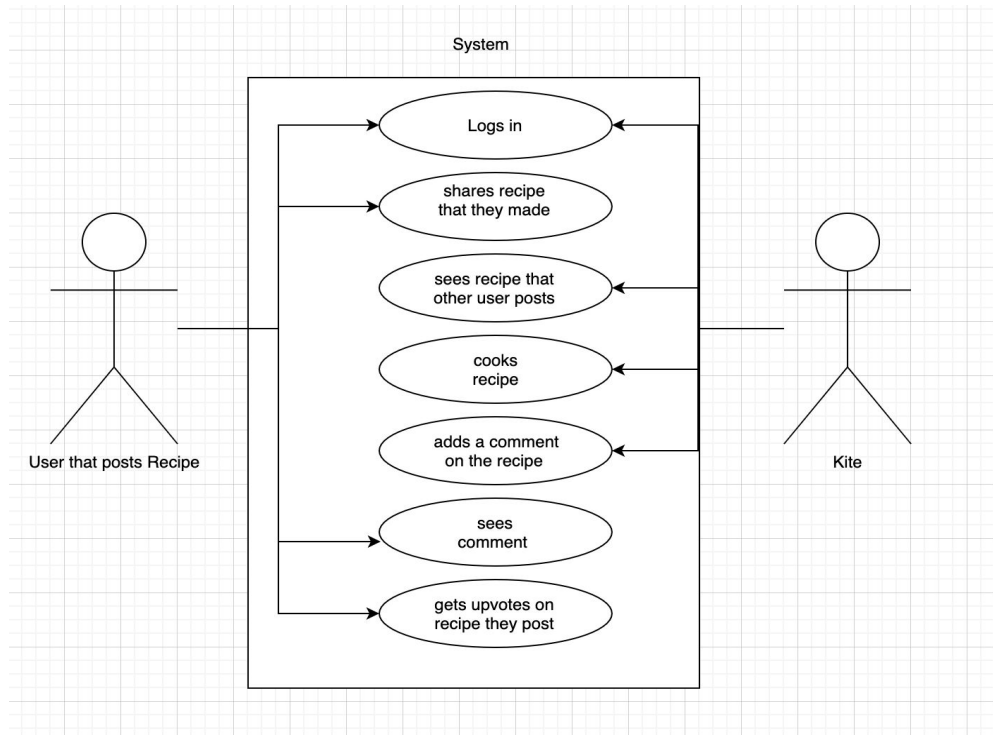 System
Logs in
shares recipe
that they made
sees recipe that
other user posts
cooks
recipe
adds a comment
on the recipe
User that posts Recipe
Kite
sees
comment
gets upvotes on
recipe they post